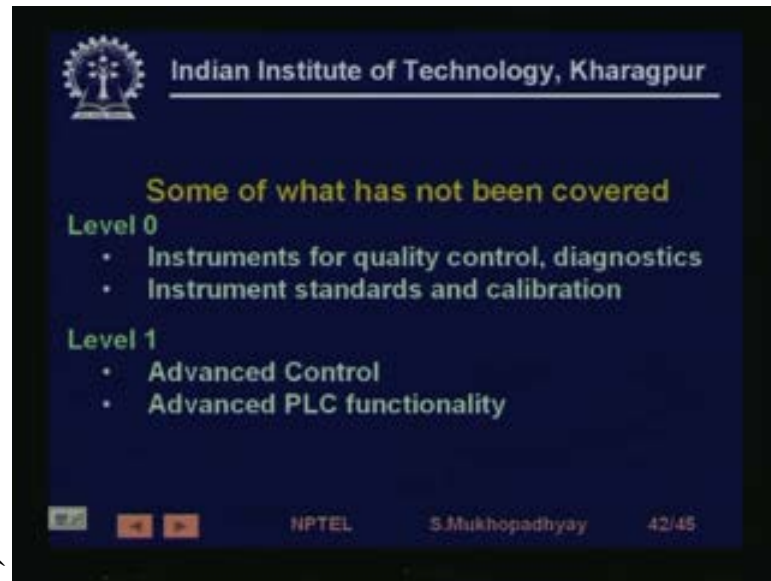 Indian Institute of Technology, Kharagpur
Some of what has not been covered
Level 0
• Instruments for quality control, diagnostics
• Instrument standards and calibration
Level 1
• Advanced Control
• Advanced PLC functionality
NPTEL S.Mukhopadhyay 42/45